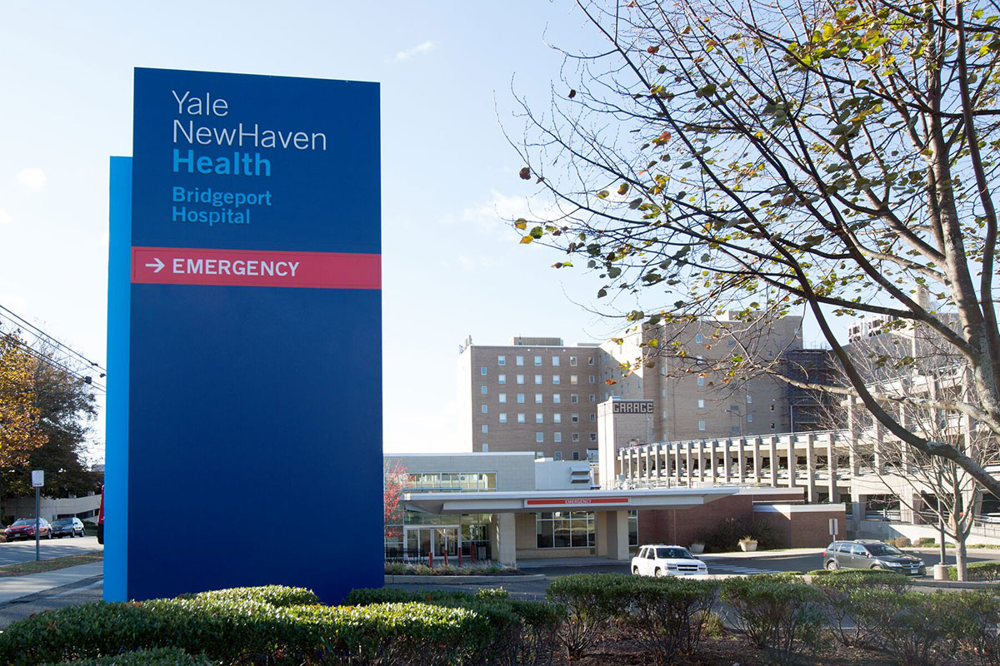 Yale
NewHaven
Health
Bridgeport
Hospital
→ EMERGENCY
GARAGE
EMERGENCY